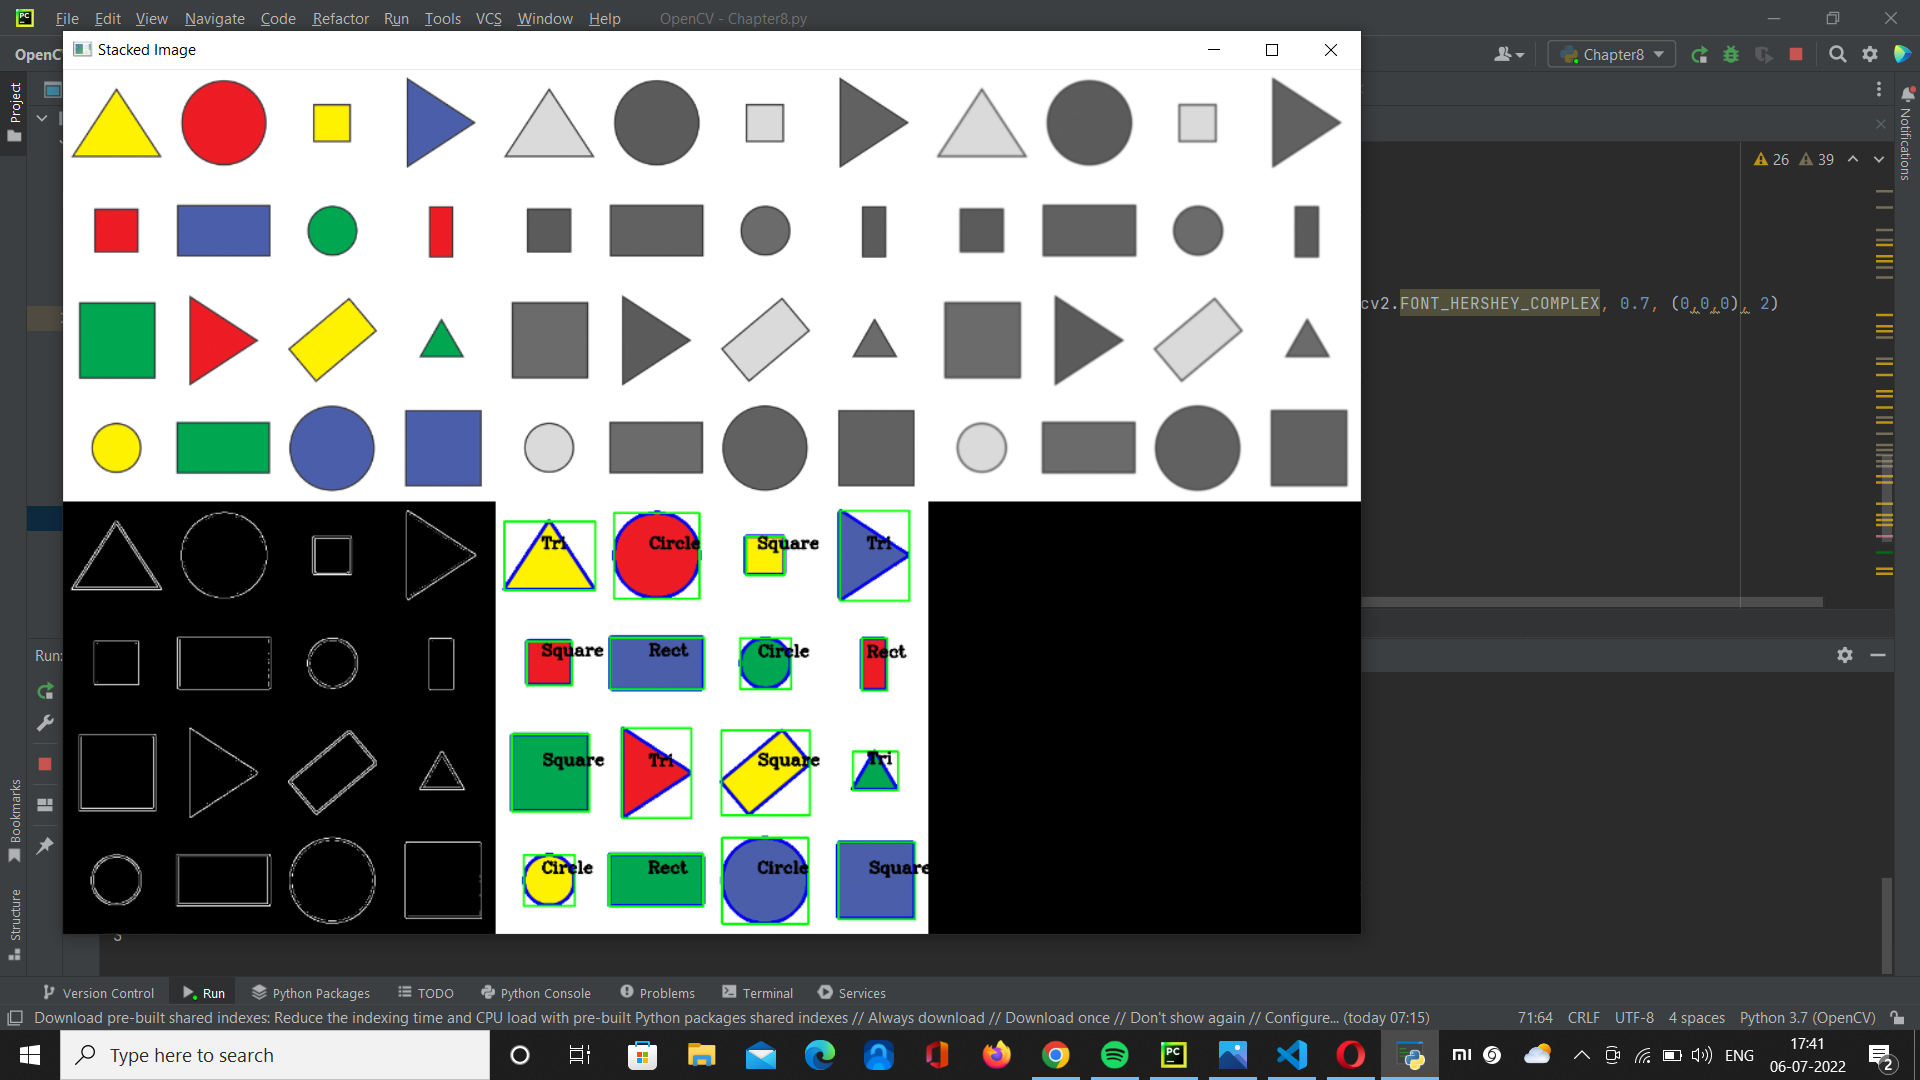 PC File Edit View Navigate Code Refactor Run Tools VCS Window Help OpenCV - Chapter8.py
OpenC
Stacked Image
Chapter8
Project
Notifications
26 39
cv2.FONT_HERSHEY_COMPLEX, 0.7, (0,0,0), 2)
Tri Circle Square Tri
Square Rect Circle Rect
Square Tri Square Tri
Circle Rect Circle Square
Run:
Bookmarks
Structure
Version Control Run Python Packages TODO Python Console Problems Terminal Services
Download pre-built shared indexes: Reduce the indexing time and CPU load with pre-built Python packages shared indexes // Always download // Download once // Don't show again // Configure... (today 07:15) 71:64 CRLF UTF-8 4 spaces Python 3.7 (OpenCV)
Type here to search PC mi ENG 17:41
06-07-2022 2